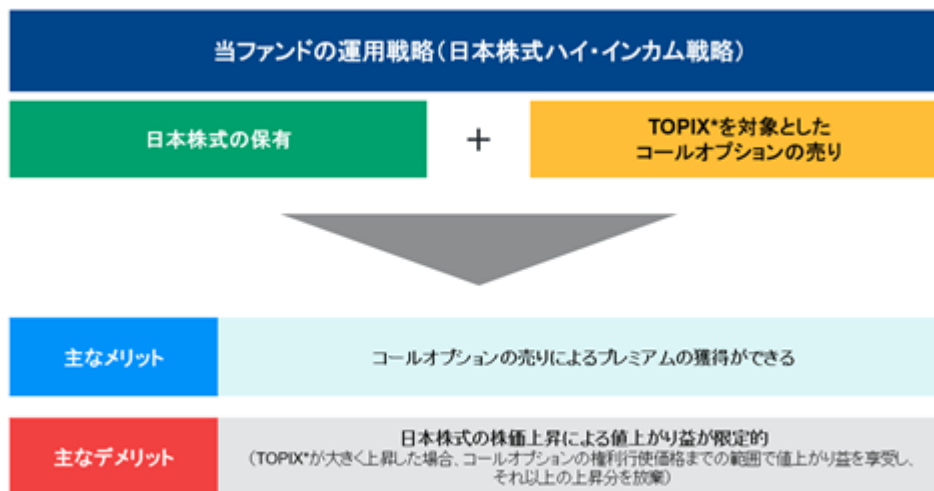 当ファンドの運用戦略（日本株式ハイ・インカム戦略）
日本株式の保有
＋
TOPIX*を対象とした
コールオプションの売り
主なメリット
コールオプションの売りによるプレミアムの獲得ができる
主なデメリット
日本株式の株価上昇による値上がり益が限定的
（TOPIX*が大きく上昇した場合、コールオプションの権利行使価格までの範囲で値上がり益を享受し、
それ以上の上昇分を放棄）